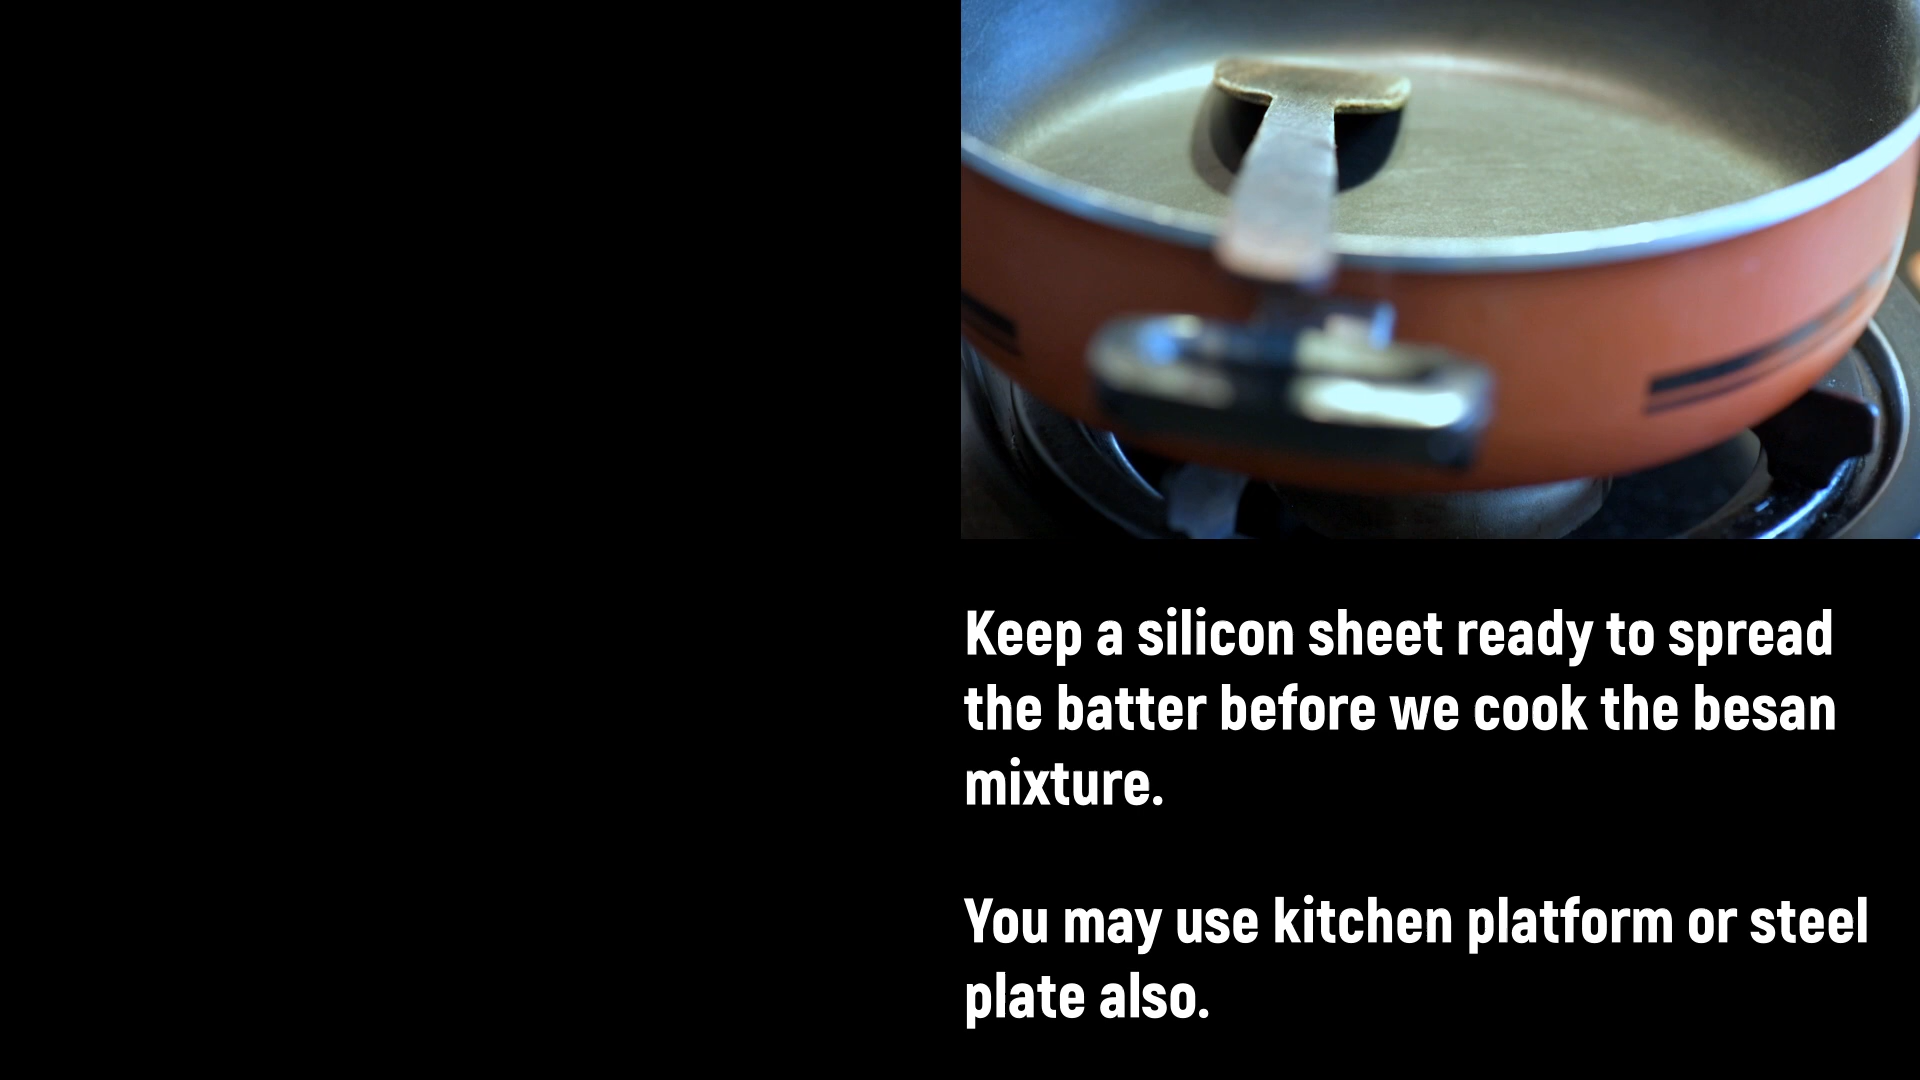 Keep a silicon sheet ready to spread
the batter before we cook the besan
mixture.
You may use kitchen platform or steel
plate also.